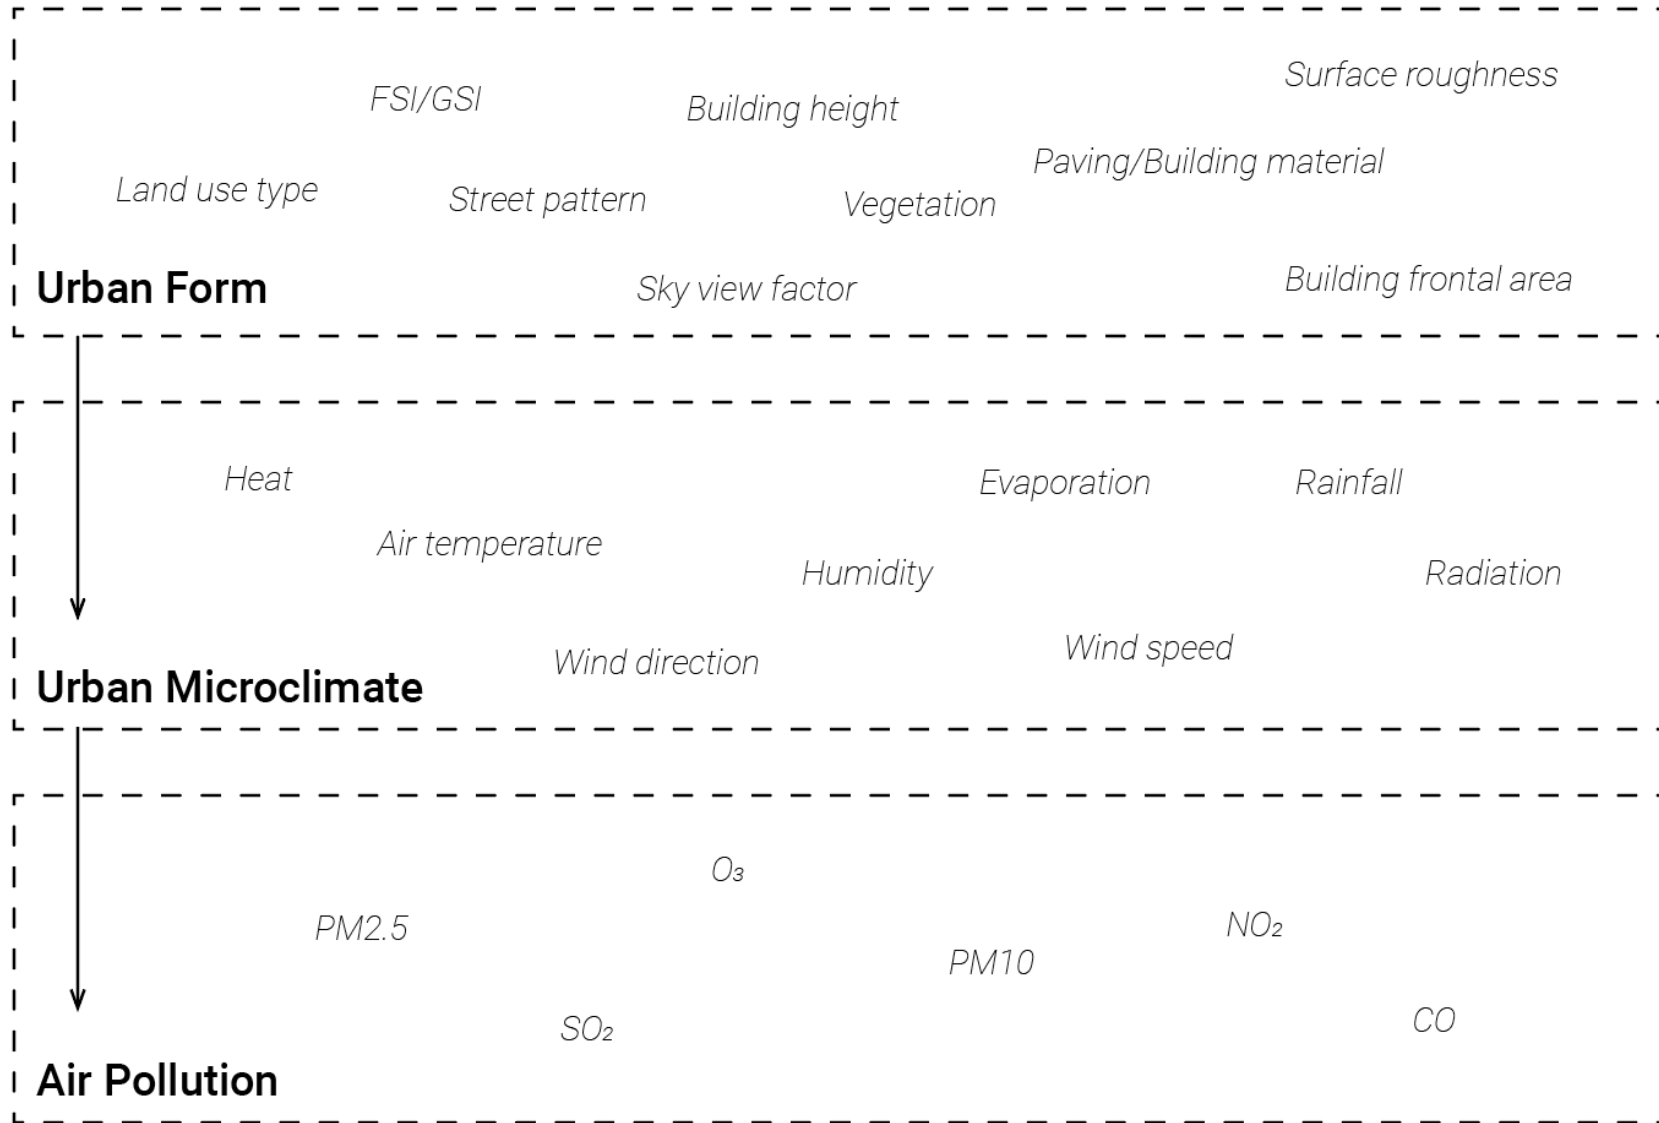 Surface roughness
FSI/GSI
Building height
Paving/Building material
Land use type
Street pattern
Vegetation
Urban Form
Sky view factor
Building frontal area
Heat
Evaporation
Rainfall
Air temperature
Humidity
Radiation
Wind direction
Wind speed
Urban Microclimate
O₃
PM2.5
NO₂
PM10
SO₂
CO
Air Pollution